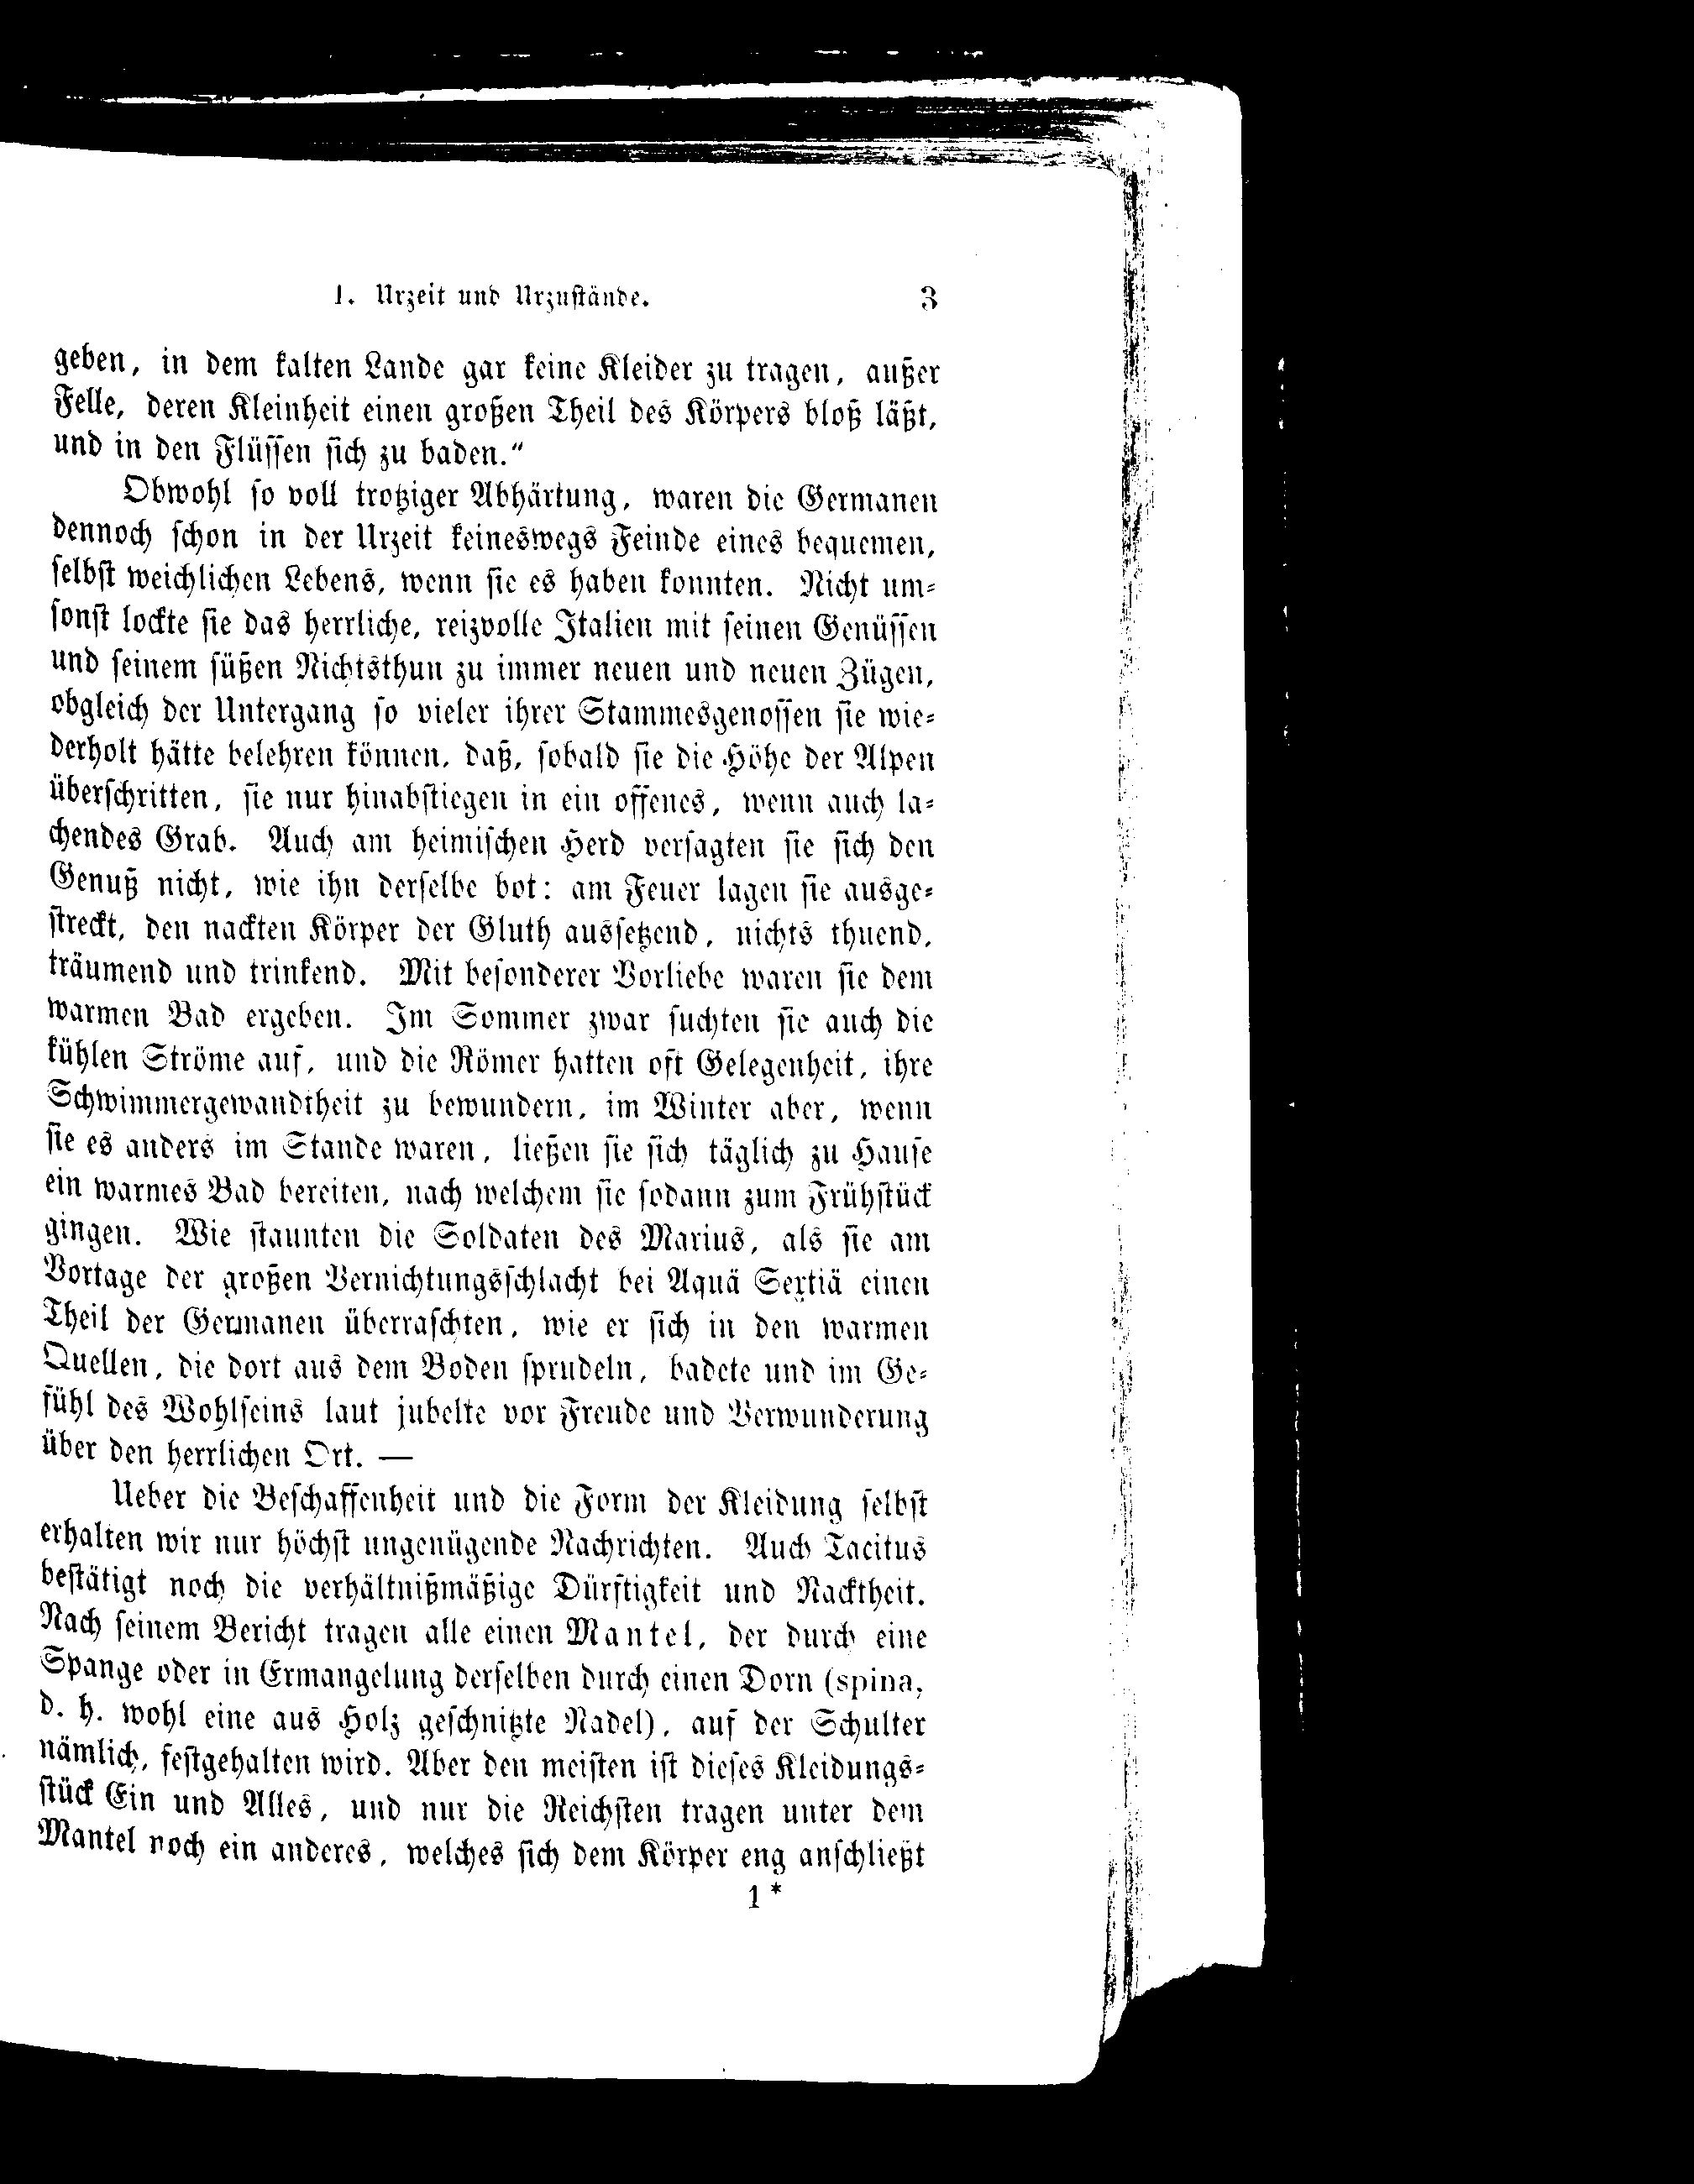 1. Urzeit und Urzustände. 3
geben, in dem kalten Lande gar keine Kleider zu tragen, außer
Felle, deren Kleinheit einen großen Theil des Körpers bloß läßt,
und in den Flüssen sich zu baden.“
Obwohl so voll trotziger Abhärtung, waren die Germanen
dennoch schon in der Urzeit keineswegs Feinde eines bequemen,
selbst weichlichen Lebens, wenn sie es haben konnten. Nicht um-
sonst lockte sie das herrliche, reizvolle Italien mit seinen Genüssen
und seinem süßen Nichtsthun zu immer neuen und neuen Zügen,
obgleich der Untergang so vieler ihrer Stammesgenossen sie wie-
derholt hätte belehren können, daß, sobald sie die Höhe der Alpen
überschritten, sie nur hinabstiegen in ein offenes, wenn auch la-
chendes Grab. Auch am heimischen Herd versagten sie sich den
Genuß nicht, wie ihn derselbe bot: am Feuer lagen sie ausge-
streckt, den nackten Körper der Gluth aussetzend, nichts thuend,
träumend und trinkend. Mit besonderer Vorliebe waren sie dem
warmen Bad ergeben. Im Sommer zwar suchten sie auch die
kühlen Ströme auf, und die Römer hatten oft Gelegenheit, ihre
Schwimmergewandtheit zu bewundern, im Winter aber, wenn
sie es anders im Stande waren, ließen sie sich täglich zu Hause
ein warmes Bad bereiten, nach welchem sie sodann zum Frühstück
gingen. Wie staunten die Soldaten des Marius, als sie am
Vortage der großen Vernichtungsschlacht bei Aquä Sextiä einen
Theil der Germanen überraschten, wie er sich in den warmen
Quellen, die dort aus dem Boden sprudeln, badete und im Ge-
fühl des Wohlseins laut jubelte vor Freude und Verwunderung
über den herrlichen Ort. —
Ueber die Beschaffenheit und die Form der Kleidung selbst
erhalten wir nur höchst ungenügende Nachrichten. Auch Tacitus
bestätigt noch die verhältnißmäßige Dürftigkeit und Nacktheit.
Nach seinem Bericht tragen alle einen Mantel, der durch eine
Spange oder in Ermangelung derselben durch einen Dorn (spina,
d. h. wohl eine aus Holz geschnitzte Nadel), auf der Schulter
nämlich, festgehalten wird. Aber den meisten ist dieses Kleidungs-
stück Ein und Alles, und nur die Reichsten tragen unter dem
Mantel noch ein anderes, welches sich dem Körper eng anschließt
1*